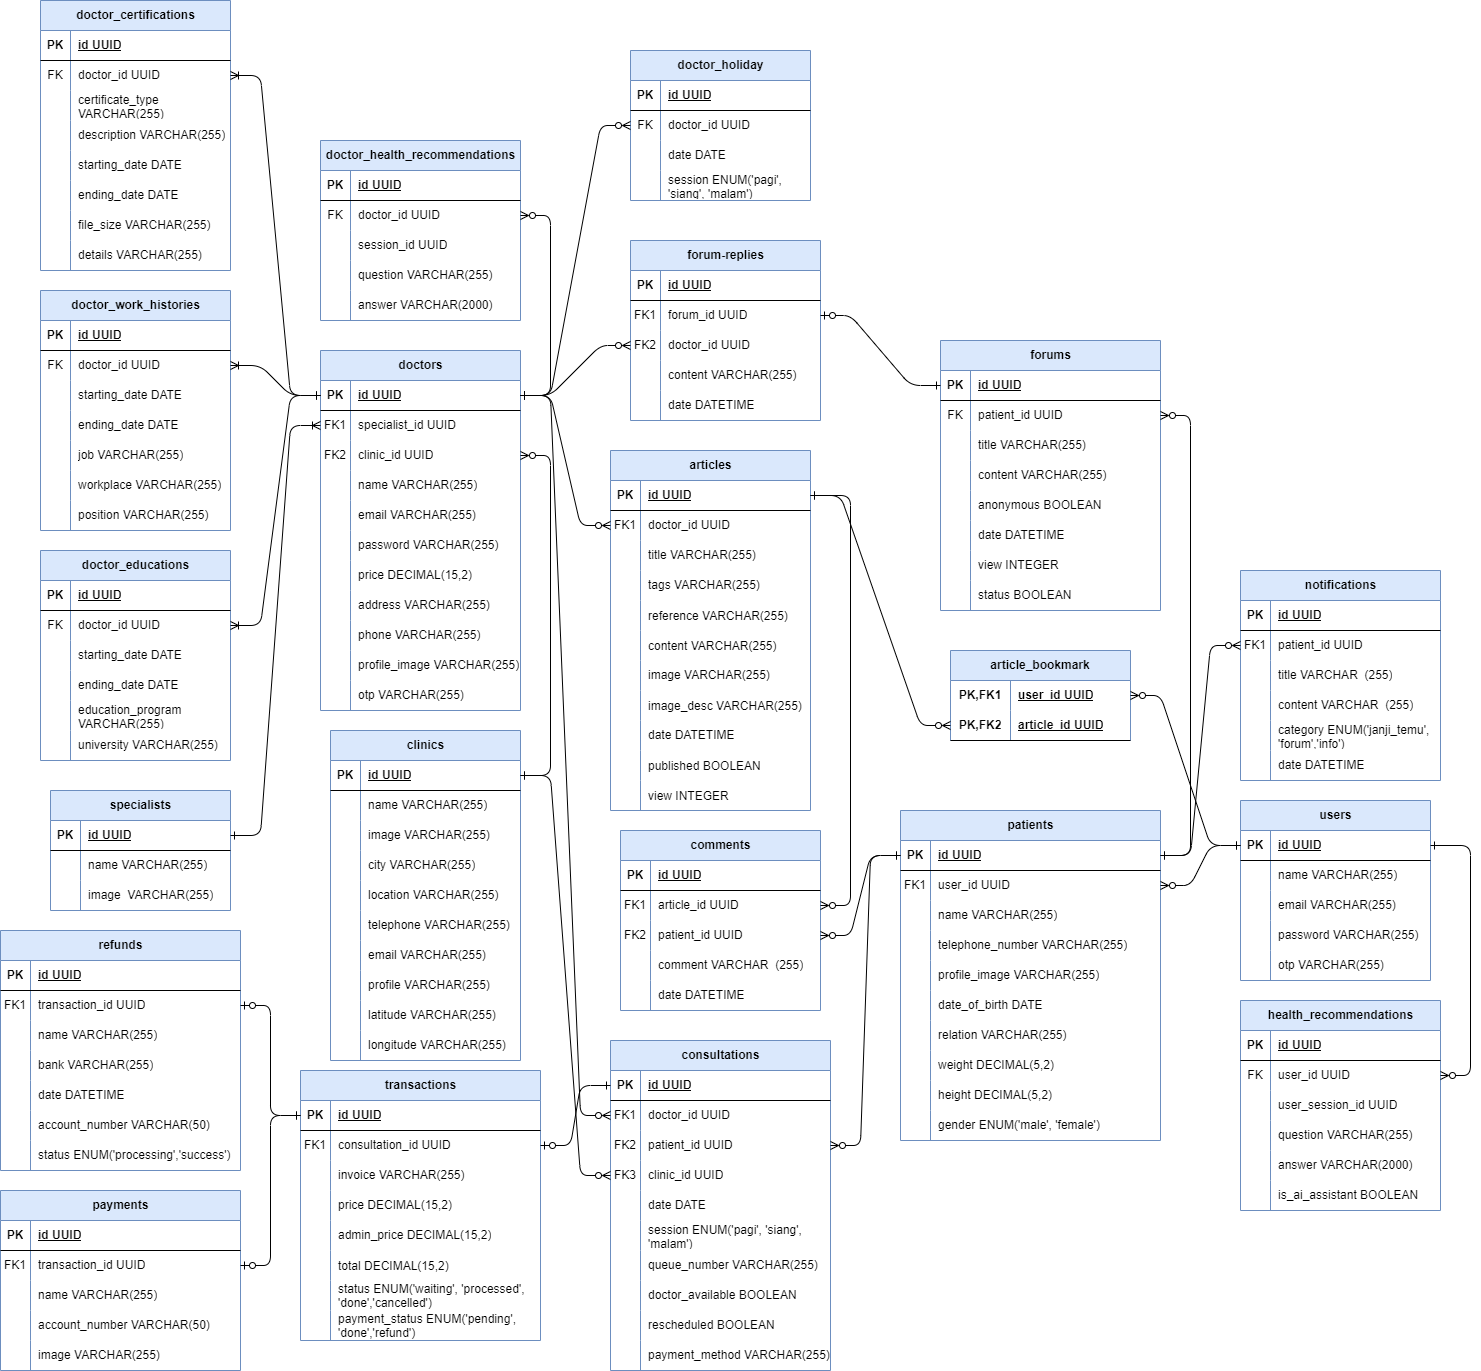 doctor_certifications
PK id UUID
FK doctor_id UUID
certificate_type
VARCHAR(255)
description VARCHAR(255)
starting_date DATE
ending_date DATE
file_size VARCHAR(255)
details VARCHAR(255)
doctor_work_histories
PK id UUID
FK doctor_id UUID
starting_date DATE
ending_date DATE
job VARCHAR(255)
workplace VARCHAR(255)
position VARCHAR(255)
doctor_educations
PK id UUID
FK doctor_id UUID
starting_date DATE
ending_date DATE
education_program
VARCHAR(255)
university VARCHAR(255)
specialists
PK id UUID
name VARCHAR(255)
image VARCHAR(255)
refunds
PK id UUID
FK1 transaction_id UUID
name VARCHAR(255)
bank VARCHAR(255)
date DATETIME
account_number VARCHAR(50)
status ENUM('processing','success')
payments
PK id UUID
FK1 transaction_id UUID
name VARCHAR(255)
account_number VARCHAR(50)
image VARCHAR(255)
doctor_health_recommendations
PK id UUID
FK doctor_id UUID
session_id UUID
question VARCHAR(255)
answer VARCHAR(2000)
doctors
PK id UUID
FK1 specialist_id UUID
FK2 clinic_id UUID
name VARCHAR(255)
email VARCHAR(255)
password VARCHAR(255)
price DECIMAL(15,2)
address VARCHAR(255)
phone VARCHAR(255)
profile_image VARCHAR(255)
otp VARCHAR(255)
clinics
PK id UUID
name VARCHAR(255)
image VARCHAR(255)
city VARCHAR(255)
location VARCHAR(255)
telephone VARCHAR(255)
email VARCHAR(255)
profile VARCHAR(255)
latitude VARCHAR(255)
longitude VARCHAR(255)
transactions
PK id UUID
FK1 consultation_id UUID
invoice VARCHAR(255)
price DECIMAL(15,2)
admin_price DECIMAL(15,2)
total DECIMAL(15,2)
status ENUM('waiting', 'processed',
'done','cancelled')
payment_status ENUM('pending',
'done','refund')
doctor_holiday
PK id UUID
FK doctor_id UUID
date DATE
session ENUM('pagi',
'siang', 'malam')
forum-replies
PK id UUID
FK1 forum_id UUID
FK2 doctor_id UUID
content VARCHAR(255)
date DATETIME
articles
PK id UUID
FK1 doctor_id UUID
title VARCHAR(255)
tags VARCHAR(255)
reference VARCHAR(255)
content VARCHAR(255)
image VARCHAR(255)
image_desc VARCHAR(255)
date DATETIME
published BOOLEAN
view INTEGER
comments
PK id UUID
FK1 article_id UUID
FK2 patient_id UUID
comment VARCHAR (255)
date DATETIME
consultations
PK id UUID
FK1 doctor_id UUID
FK2 patient_id UUID
FK3 clinic_id UUID
date DATE
session ENUM('pagi', 'siang',
'malam')
queue_number VARCHAR(255)
doctor_available BOOLEAN
rescheduled BOOLEAN
payment_method VARCHAR(255)
forums
PK id UUID
FK patient_id UUID
title VARCHAR(255)
content VARCHAR(255)
anonymous BOOLEAN
date DATETIME
view INTEGER
status BOOLEAN
article_bookmark
PK,FK1 user_id UUID
PK,FK2 article_id UUID
patients
PK id UUID
FK1 user_id UUID
name VARCHAR(255)
telephone_number VARCHAR(255)
profile_image VARCHAR(255)
date_of_birth DATE
relation VARCHAR(255)
weight DECIMAL(5,2)
height DECIMAL(5,2)
gender ENUM('male', 'female')
notifications
PK id UUID
FK1 patient_id UUID
title VARCHAR (255)
content VARCHAR (255)
category ENUM('janji_temu',
'forum','info')
date DATETIME
users
PK id UUID
name VARCHAR(255)
email VARCHAR(255)
password VARCHAR(255)
otp VARCHAR(255)
health_recommendations
PK id UUID
FK user_id UUID
user_session_id UUID
question VARCHAR(255)
answer VARCHAR(2000)
is_ai_assistant BOOLEAN